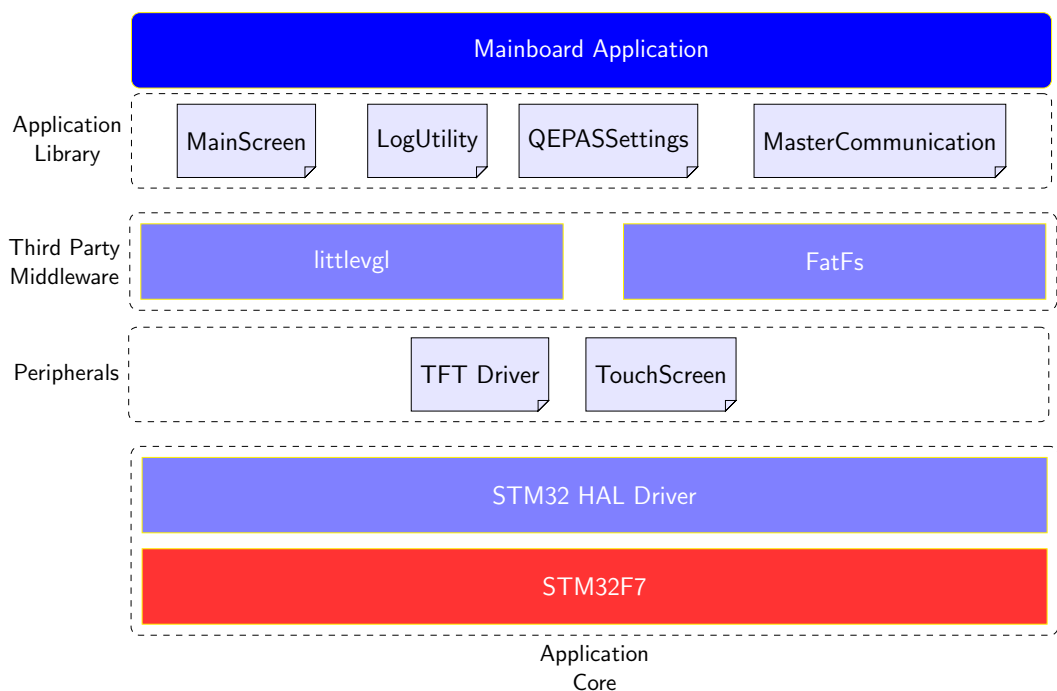 Mainboard Application
Application
Library
MainScreen
LogUtility
QEPASSettings
MasterCommunication
Third Party
Middleware
littlevgl
FatFs
Peripherals
TFT Driver
TouchScreen
STM32 HAL Driver
STM32F7
Application
Core